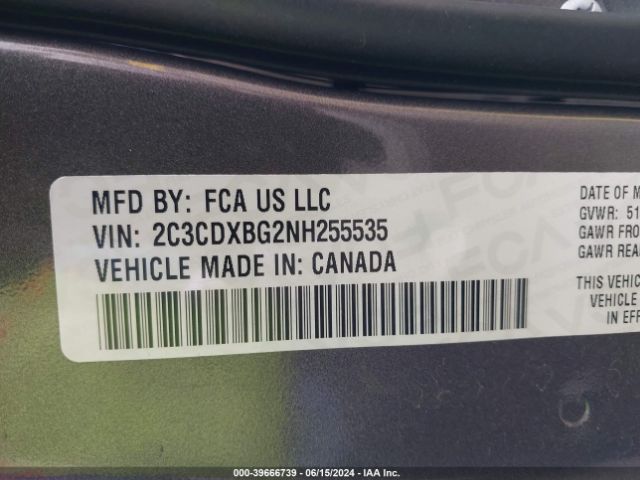 MFD BY: FCA US LLC
VIN: 2C3CDXBG2NH255535
VEHICLE MADE IN: CANADA
DATE OF M
GVWR: 51
GAWR FRO
GAWR REA
THIS VEHIC
VEHICLE
IN EFF
000-39666739 - 06/15/2024 - IAA Inc.